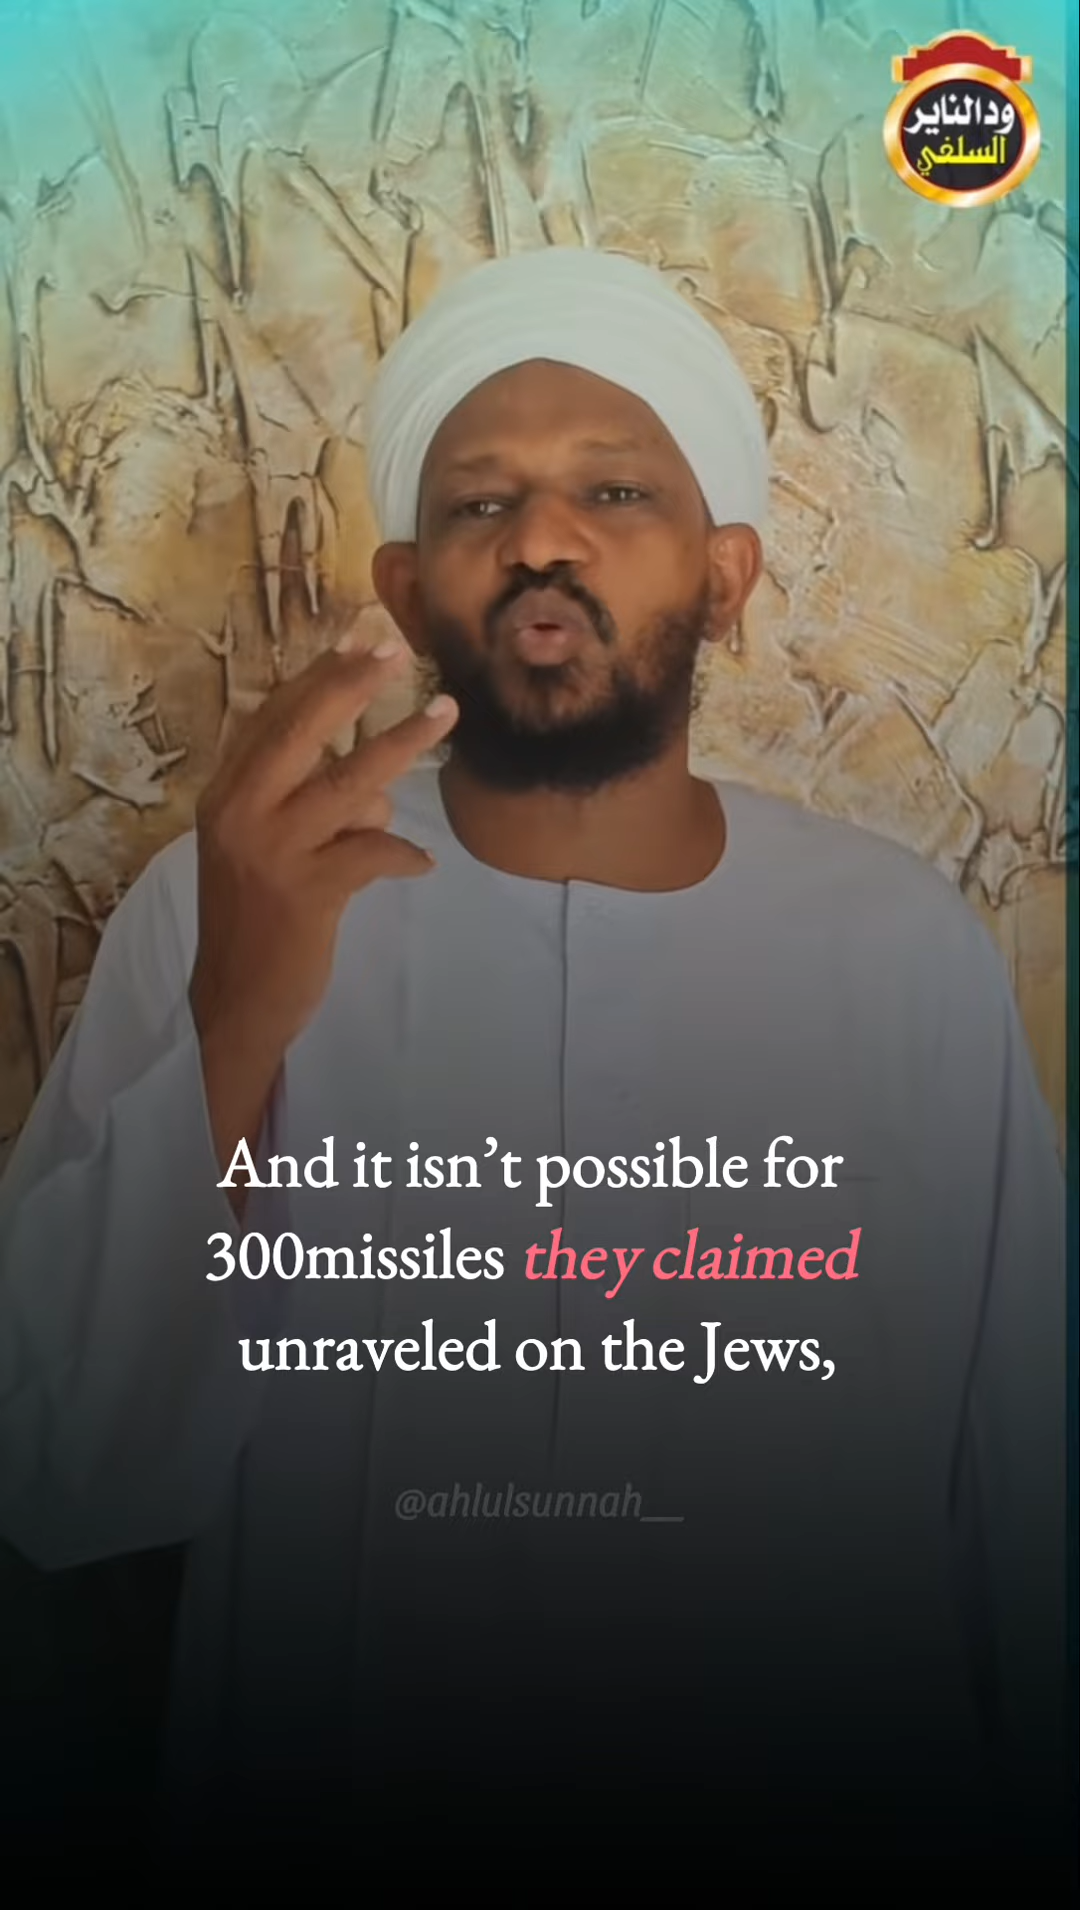 ودالناير
السلفي
And it isn't possible for
300missiles they claimed
unraveled on the Jews,
@ahlulsunnah__